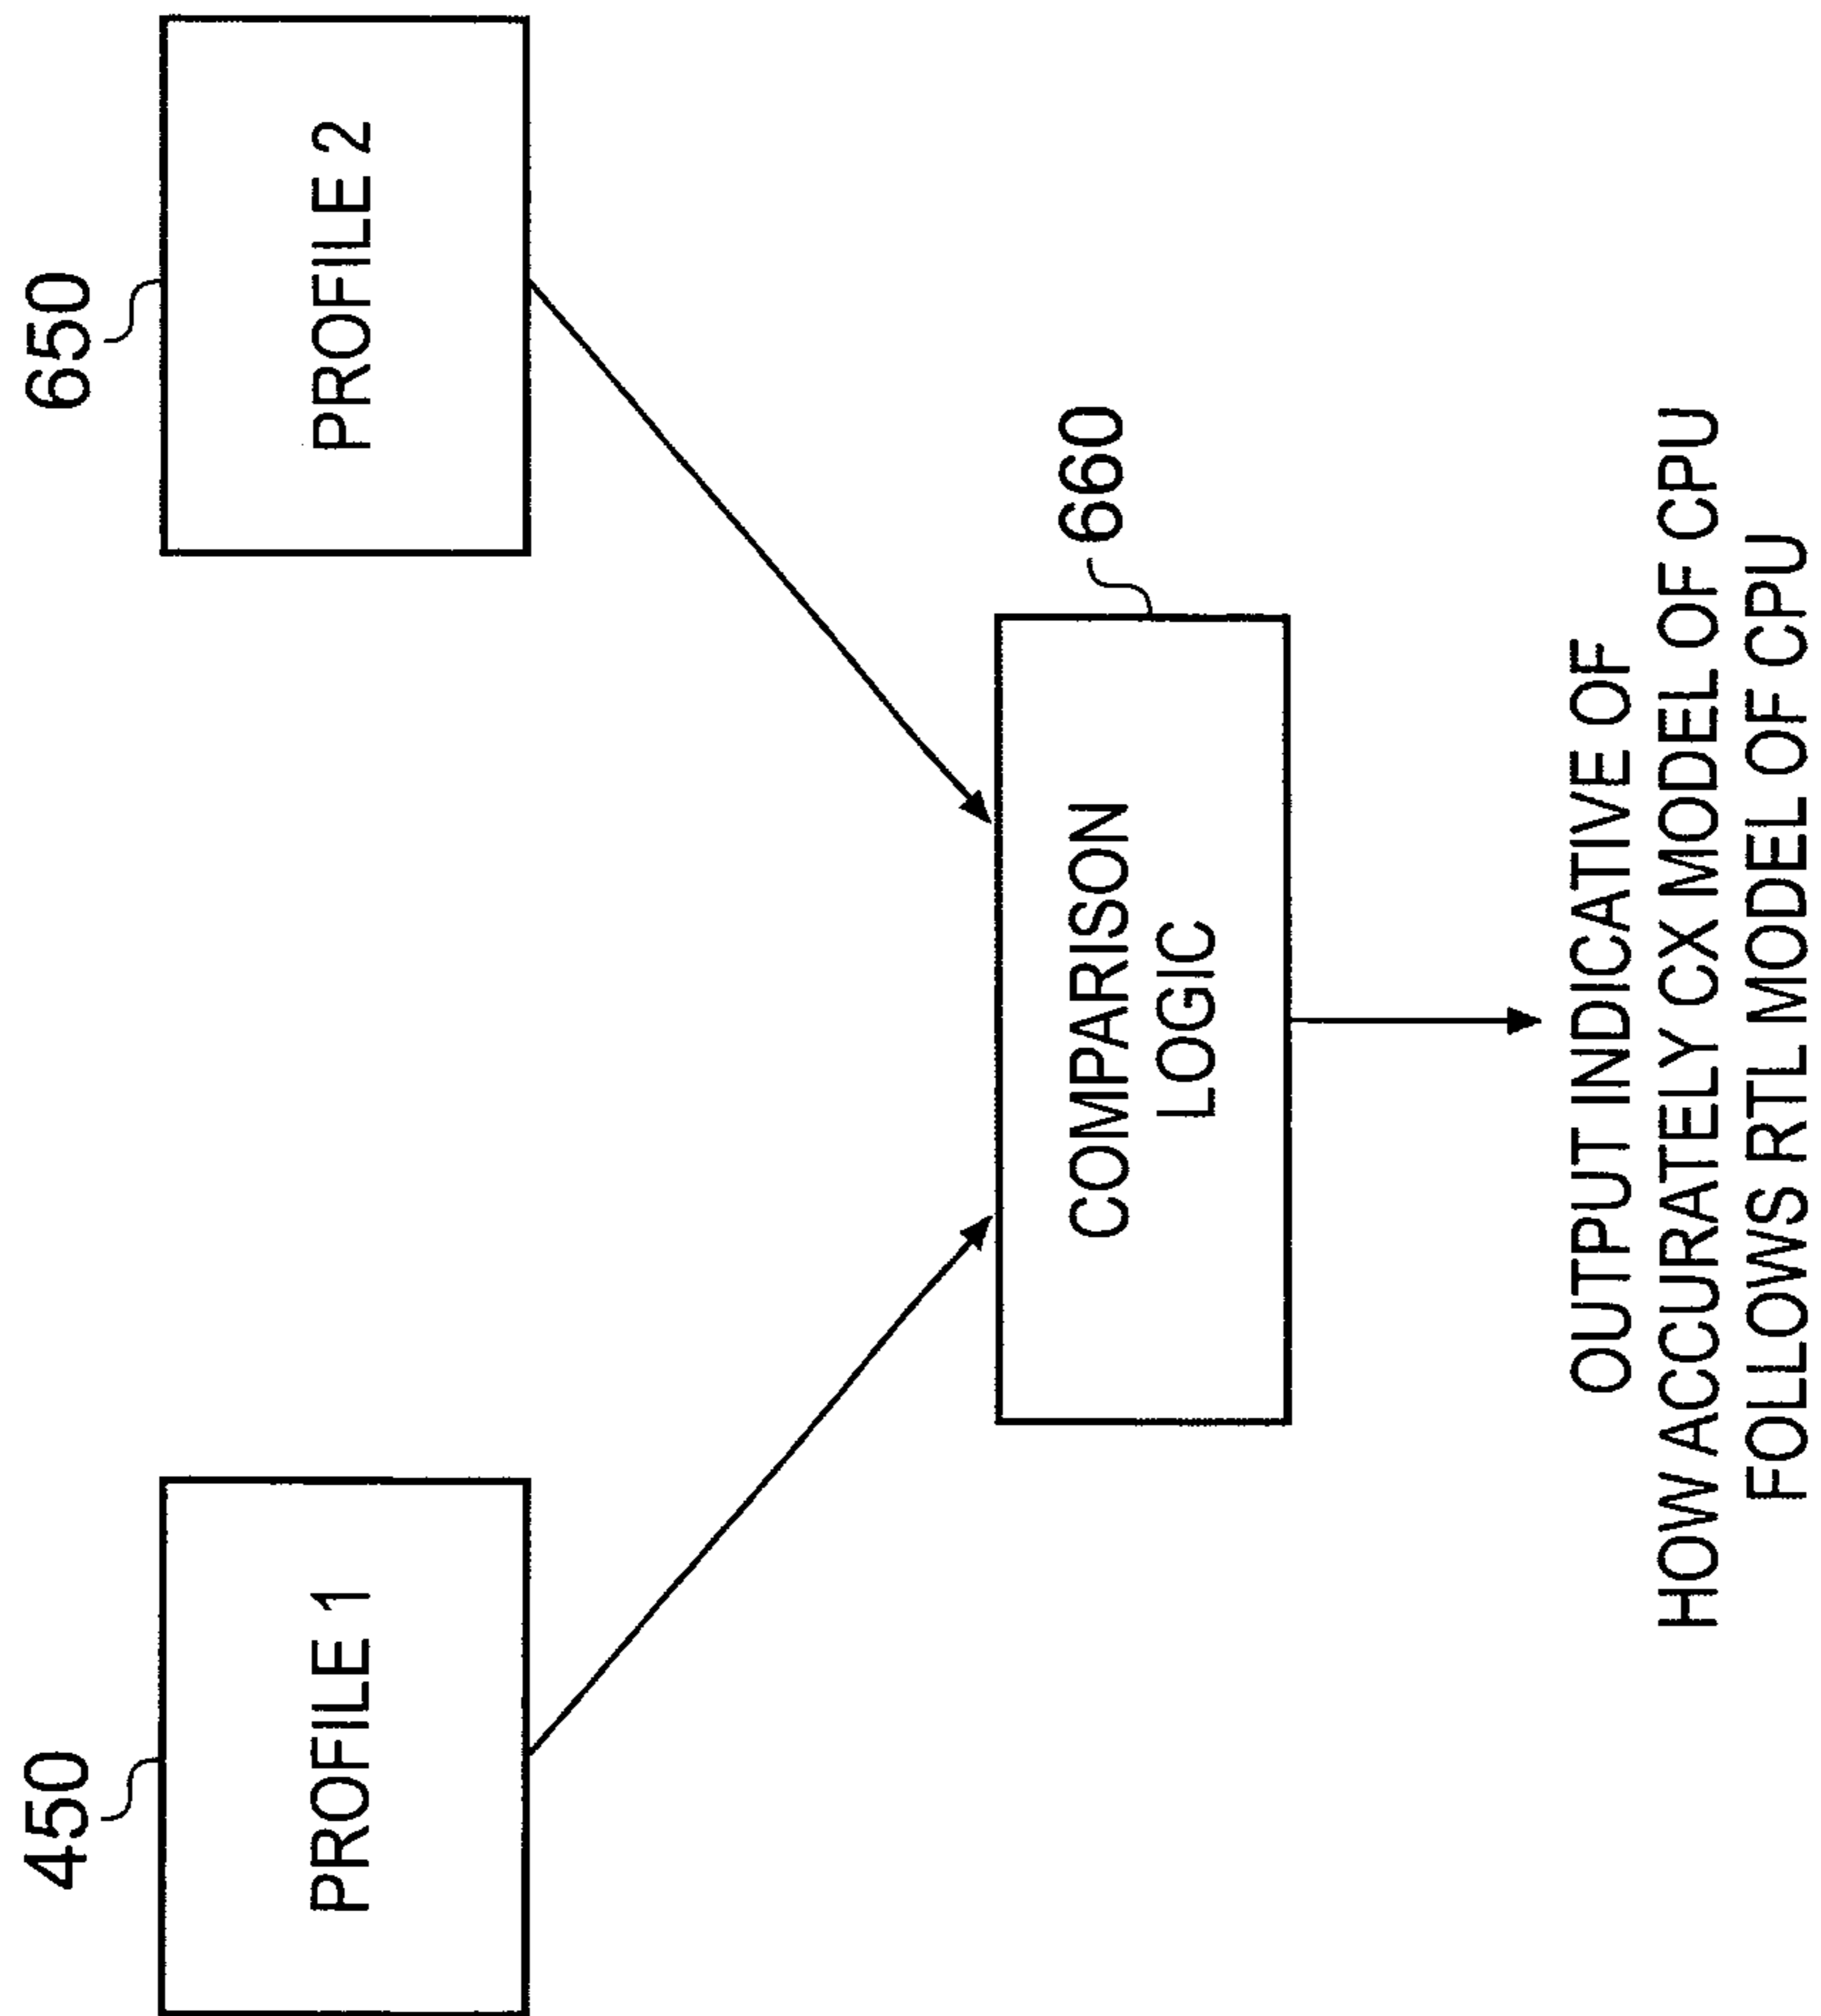 450
650
PROFILE 1
PROFILE 2
660
COMPARISON
LOGIC
OUTPUT INDICATIVE OF
HOW ACCURATELY CX MODEL OF CPU
FOLLOWS RTL MODEL OF CPU